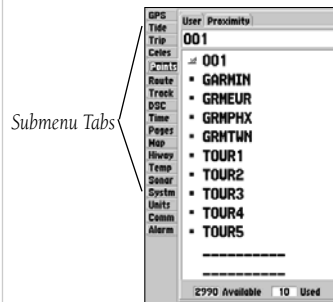 Submenu Tabs
GPS
Tide
Trip
Celes
Points
Route
Track
DSC
Time
Pages
Map
Hiway
Temp
Sonar
Systm
Units
Comm
Alarm
User Proximity
001
001
GARMIN
GRMEUR
GRMPHX
GRMTWN
TOUR1
TOUR2
TOUR3
TOUR4
TOUR5
----------
----------
2990 Available 10 Used